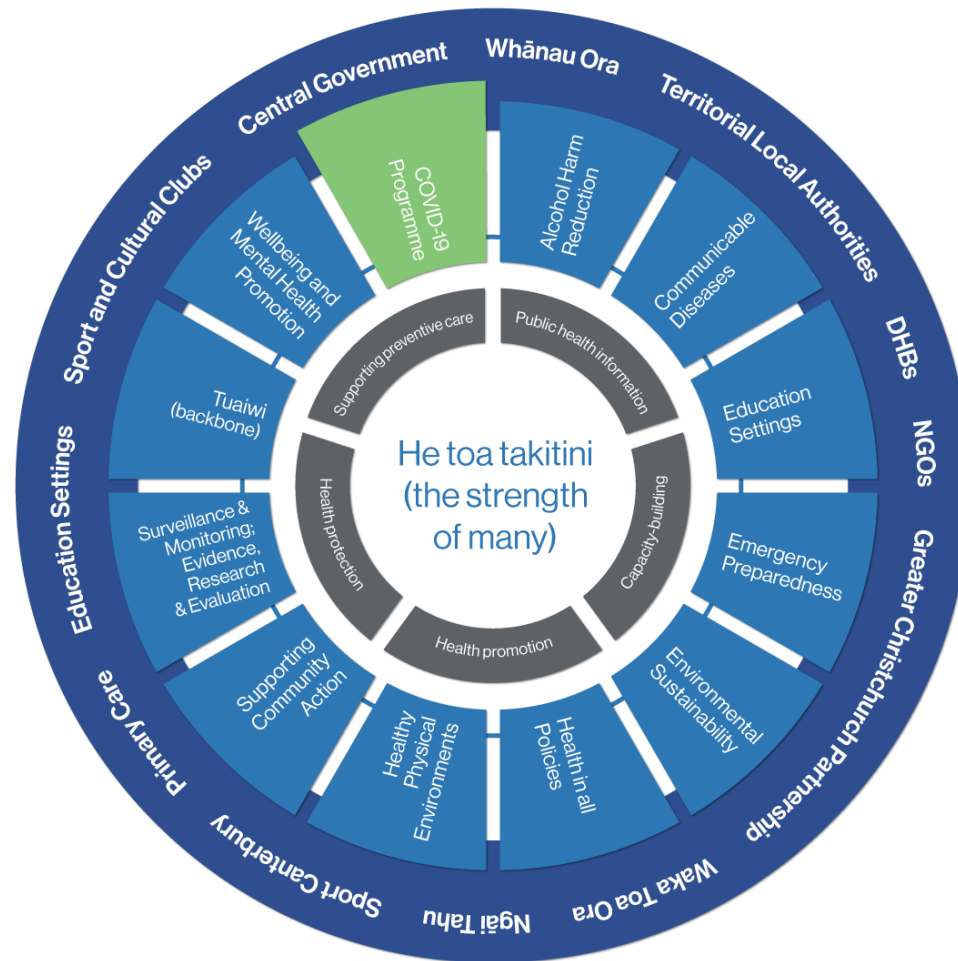 Whānau Ora
Territorial Local Authorities
DHBs
NGOs
Greater Christchurch Partnership
Waka Toa Ora
Ngāi Tahu
Sport Canterbury
Primary Care
Education Settings
Sport and Cultural Clubs
Central Government
Alcohol Harm
Reduction
Communicable
Diseases
Education
Settings
Emergency
Preparedness
Environmental
Sustainability
Health in all
Policies
Healthy
Physical
Environments
Supporting
Community
Action
Surveillance &
Monitoring;
Evidence,
Research
& Evaluation
Tuaiwi
(backbone)
Wellbeing and
Mental Health
Promotion
COVID-19
Programme
Public health information
Capacity-building
Health promotion
Health protection
Supporting preventive care
He toa takitini
(the strength
of many)